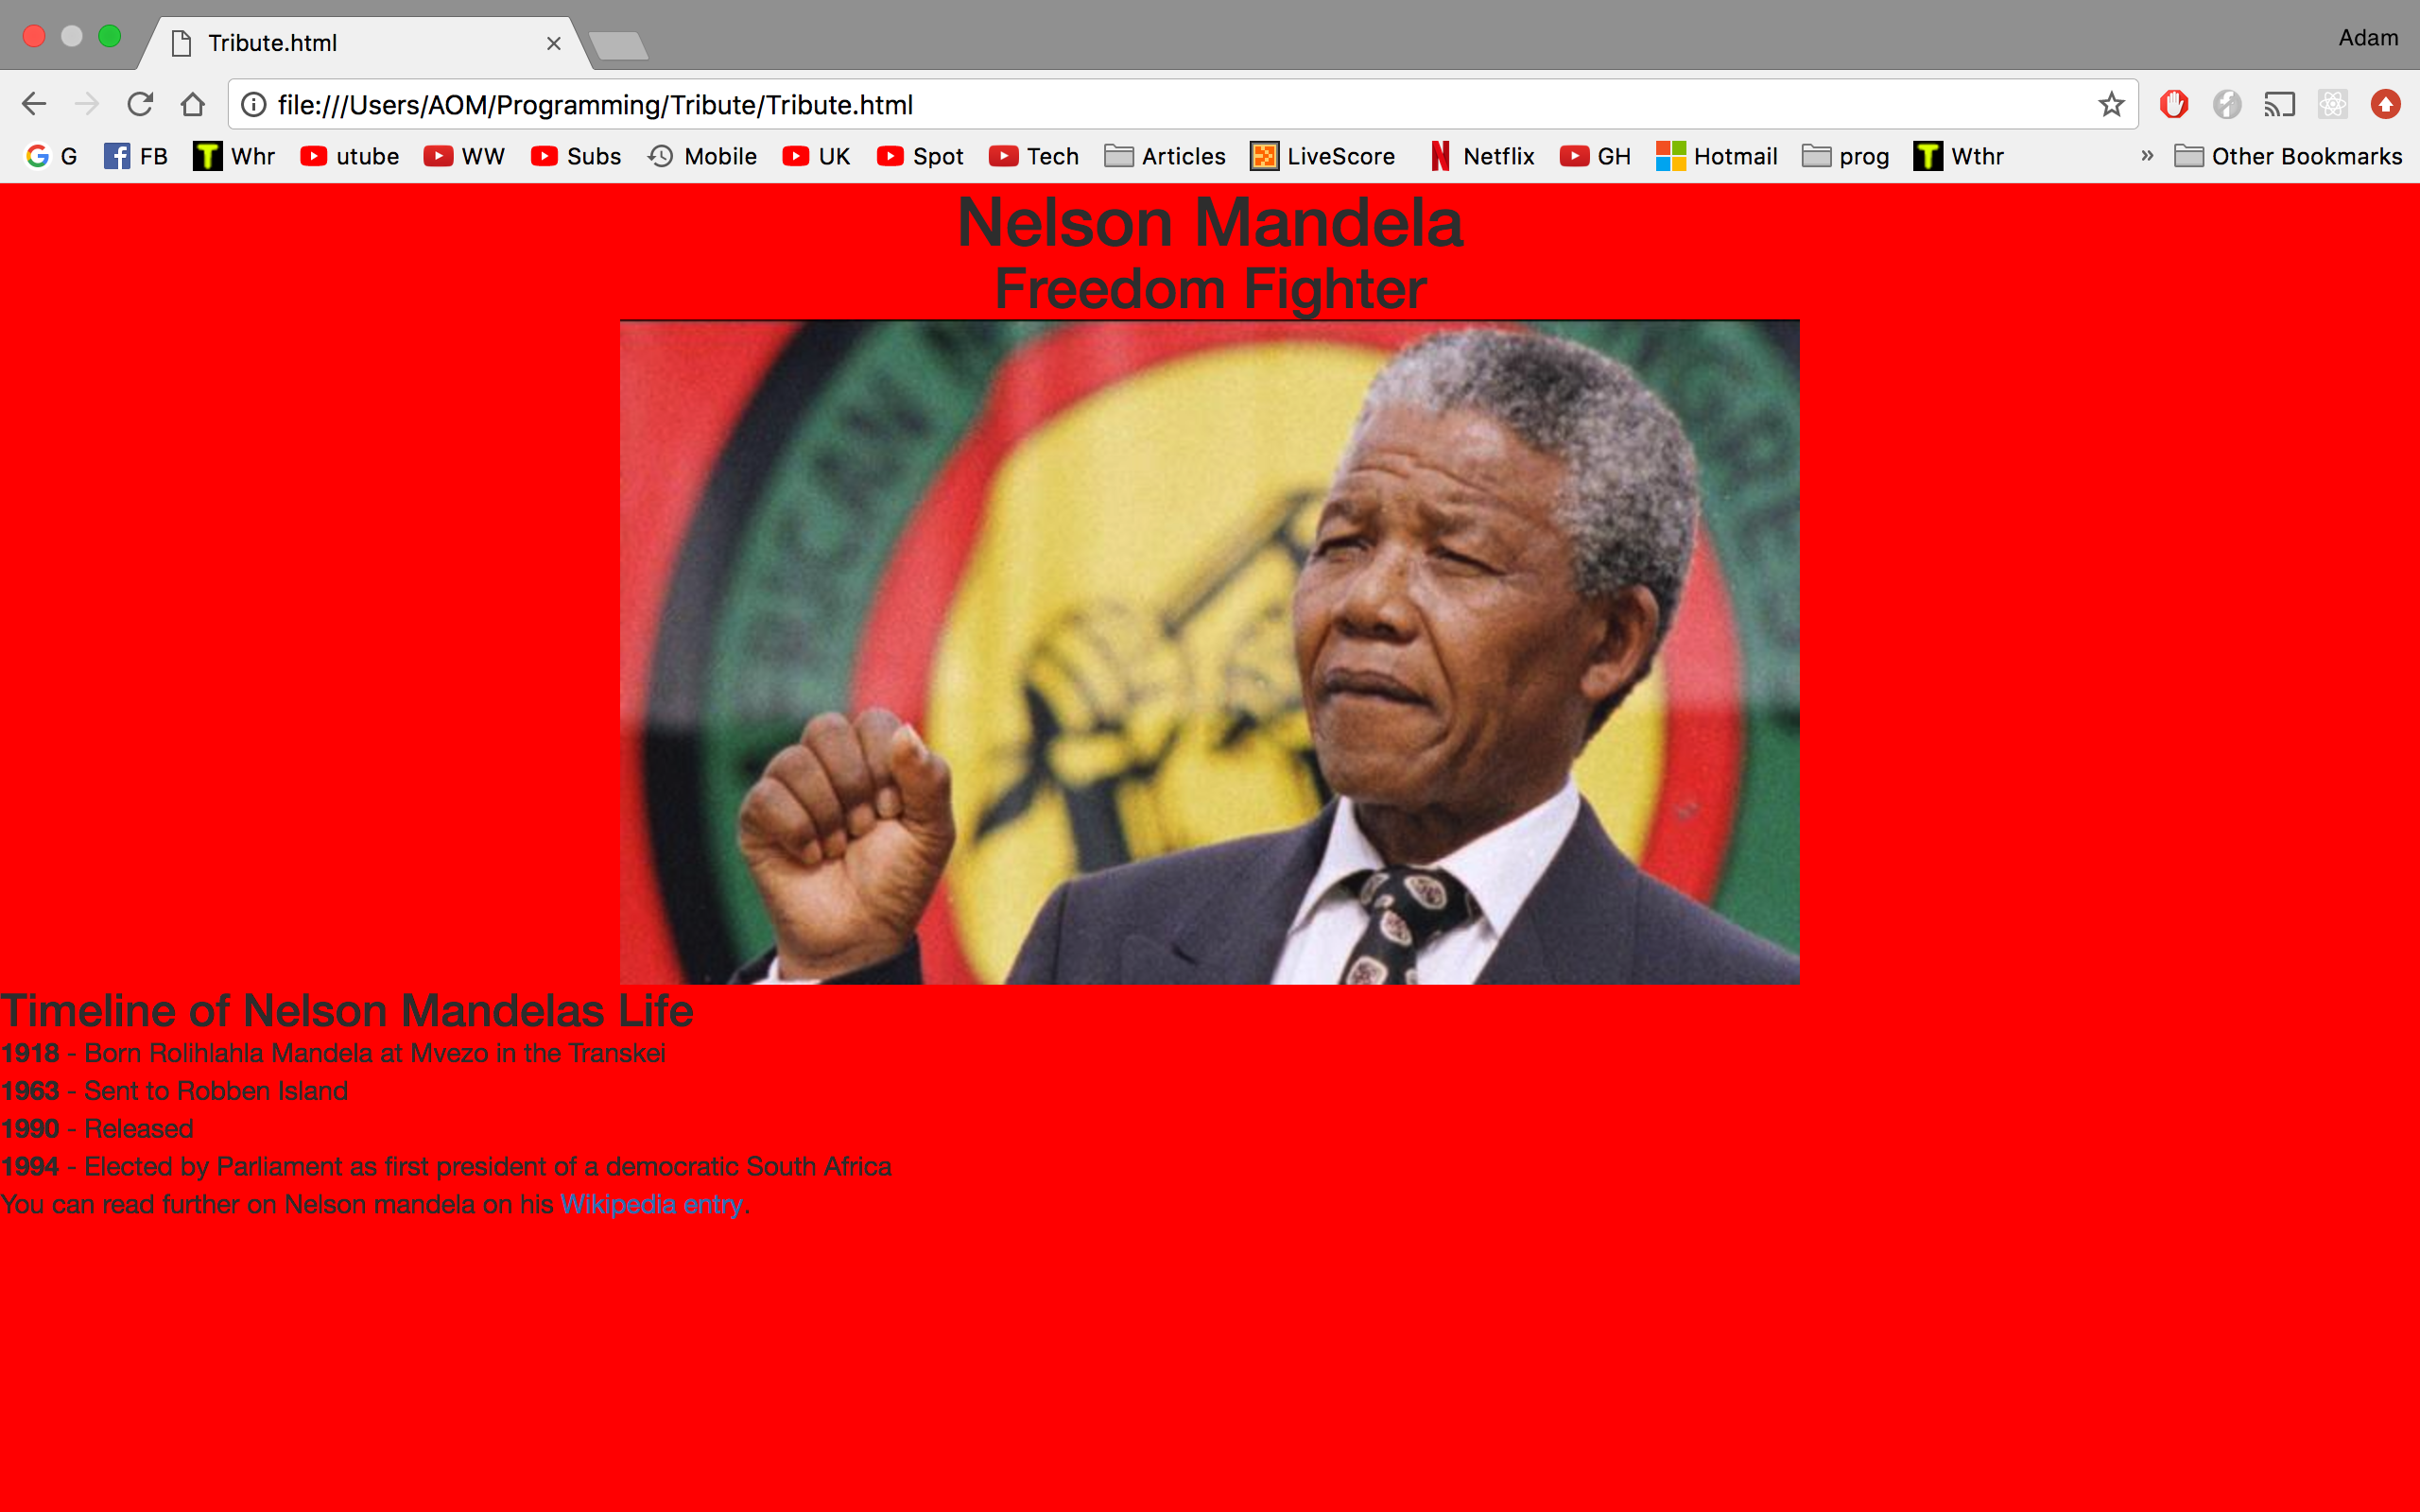 Tribute.html
Adam
file:///Users/AOM/Programming/Tribute/Tribute.html
G FB Whr utube WW Subs Mobile UK Spot Tech Articles LiveScore Netflix GH Hotmail prog Wthr » Other Bookmarks
Nelson Mandela
Freedom Fighter
Timeline of Nelson Mandelas Life
1918 - Born Rolihlahla Mandela at Mvezo in the Transkei
1963 - Sent to Robben Island
1990 - Released
1994 - Elected by Parliament as first president of a democratic South Africa
You can read further on Nelson mandela on his Wikipedia entry.